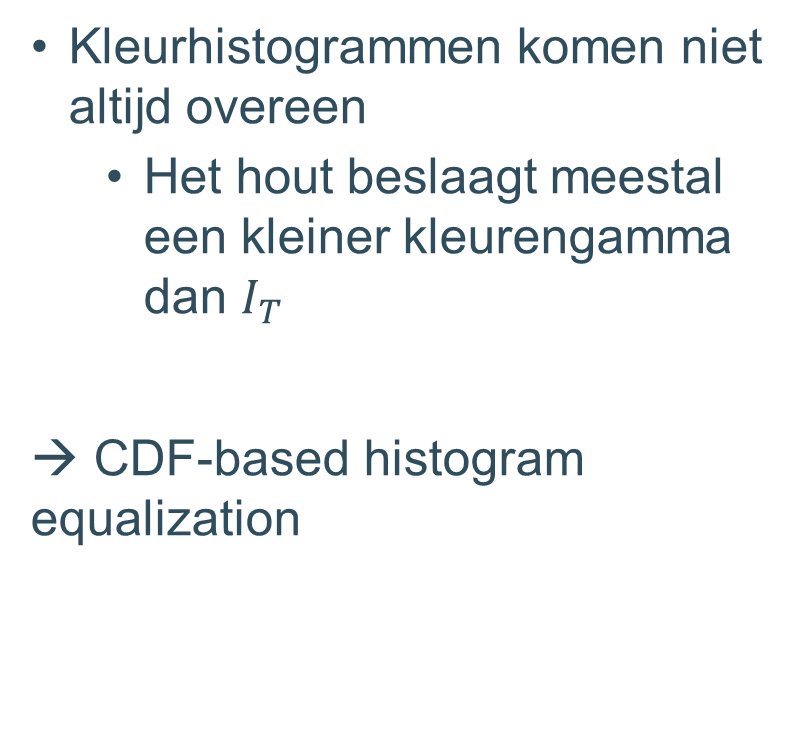 • Kleurhistogrammen komen niet
altijd overeen
• Het hout beslaagt meestal
een kleiner kleurengamma
dan I_T
→ CDF-based histogram
equalization